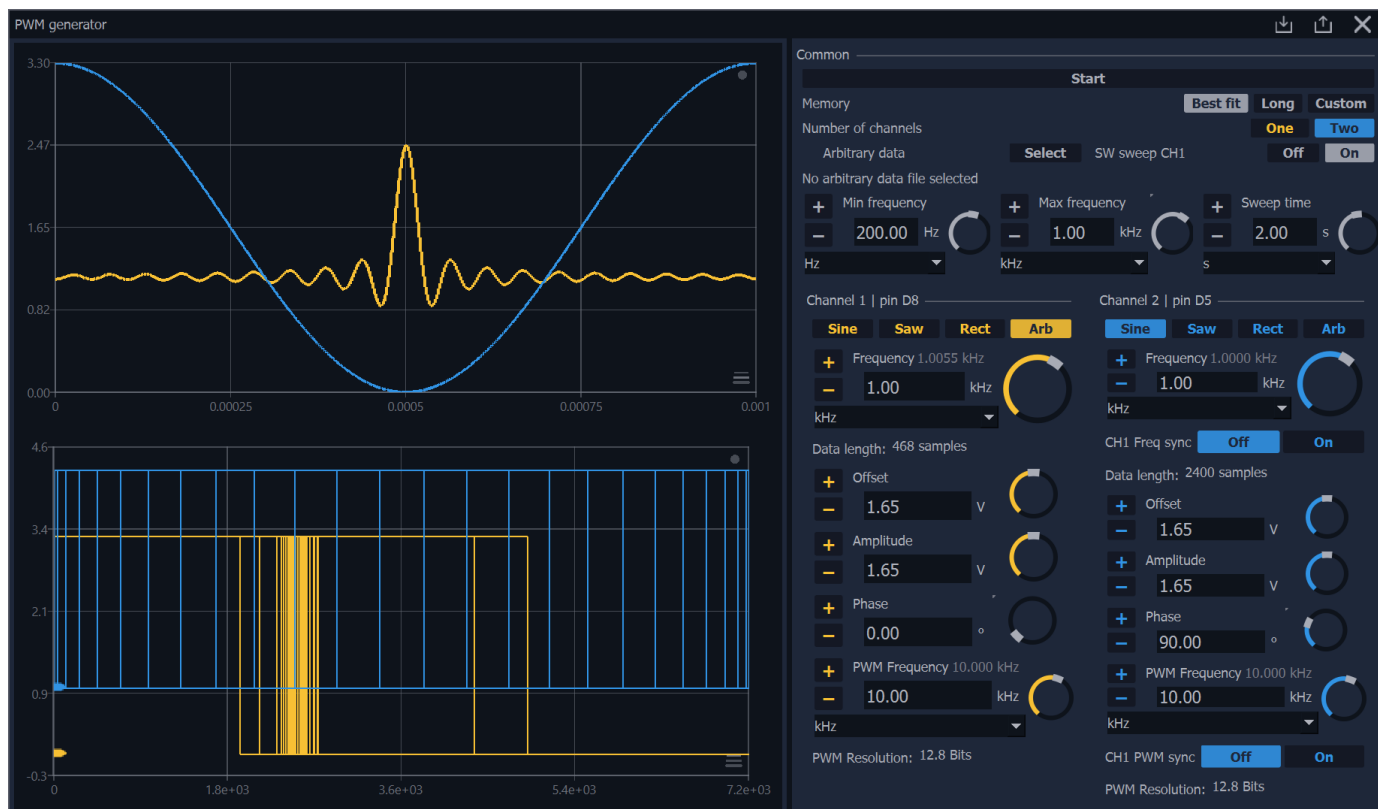 PWM generator
3.30
2.47
1.65
0.82
0.00
0 0.00025 0.0005 0.00075 0.001
4.6
3.4
2.1
0.9
-0.3
0 1.8e+03 3.6e+03 5.4e+03 7.2e+03
Common
Start
Memory Best fit Long Custom
Number of channels One Two
Arbitrary data Select SW sweep CH1 Off On
No arbitrary data file selected
+ Min frequency + Max frequency + Sweep time
− 200.00 Hz − 1.00 kHz − 2.00 s
Hz kHz s
Channel 1 | pin D8
Sine Saw Rect Arb
+ Frequency 1.0055 kHz
− 1.00 kHz
kHz
Data length: 468 samples
+ Offset
− 1.65 V
+ Amplitude
− 1.65 V
+ Phase
− 0.00 °
+ PWM Frequency 10.000 kHz
− 10.00 kHz
kHz
PWM Resolution: 12.8 Bits
Channel 2 | pin D5
Sine Saw Rect Arb
+ Frequency 1.0000 kHz
− 1.00 kHz
kHz
CH1 Freq sync Off On
Data length: 2400 samples
+ Offset
− 1.65 V
+ Amplitude
− 1.65 V
+ Phase
− 90.00 °
+ PWM Frequency 10.000 kHz
− 10.00 kHz
kHz
CH1 PWM sync Off On
PWM Resolution: 12.8 Bits